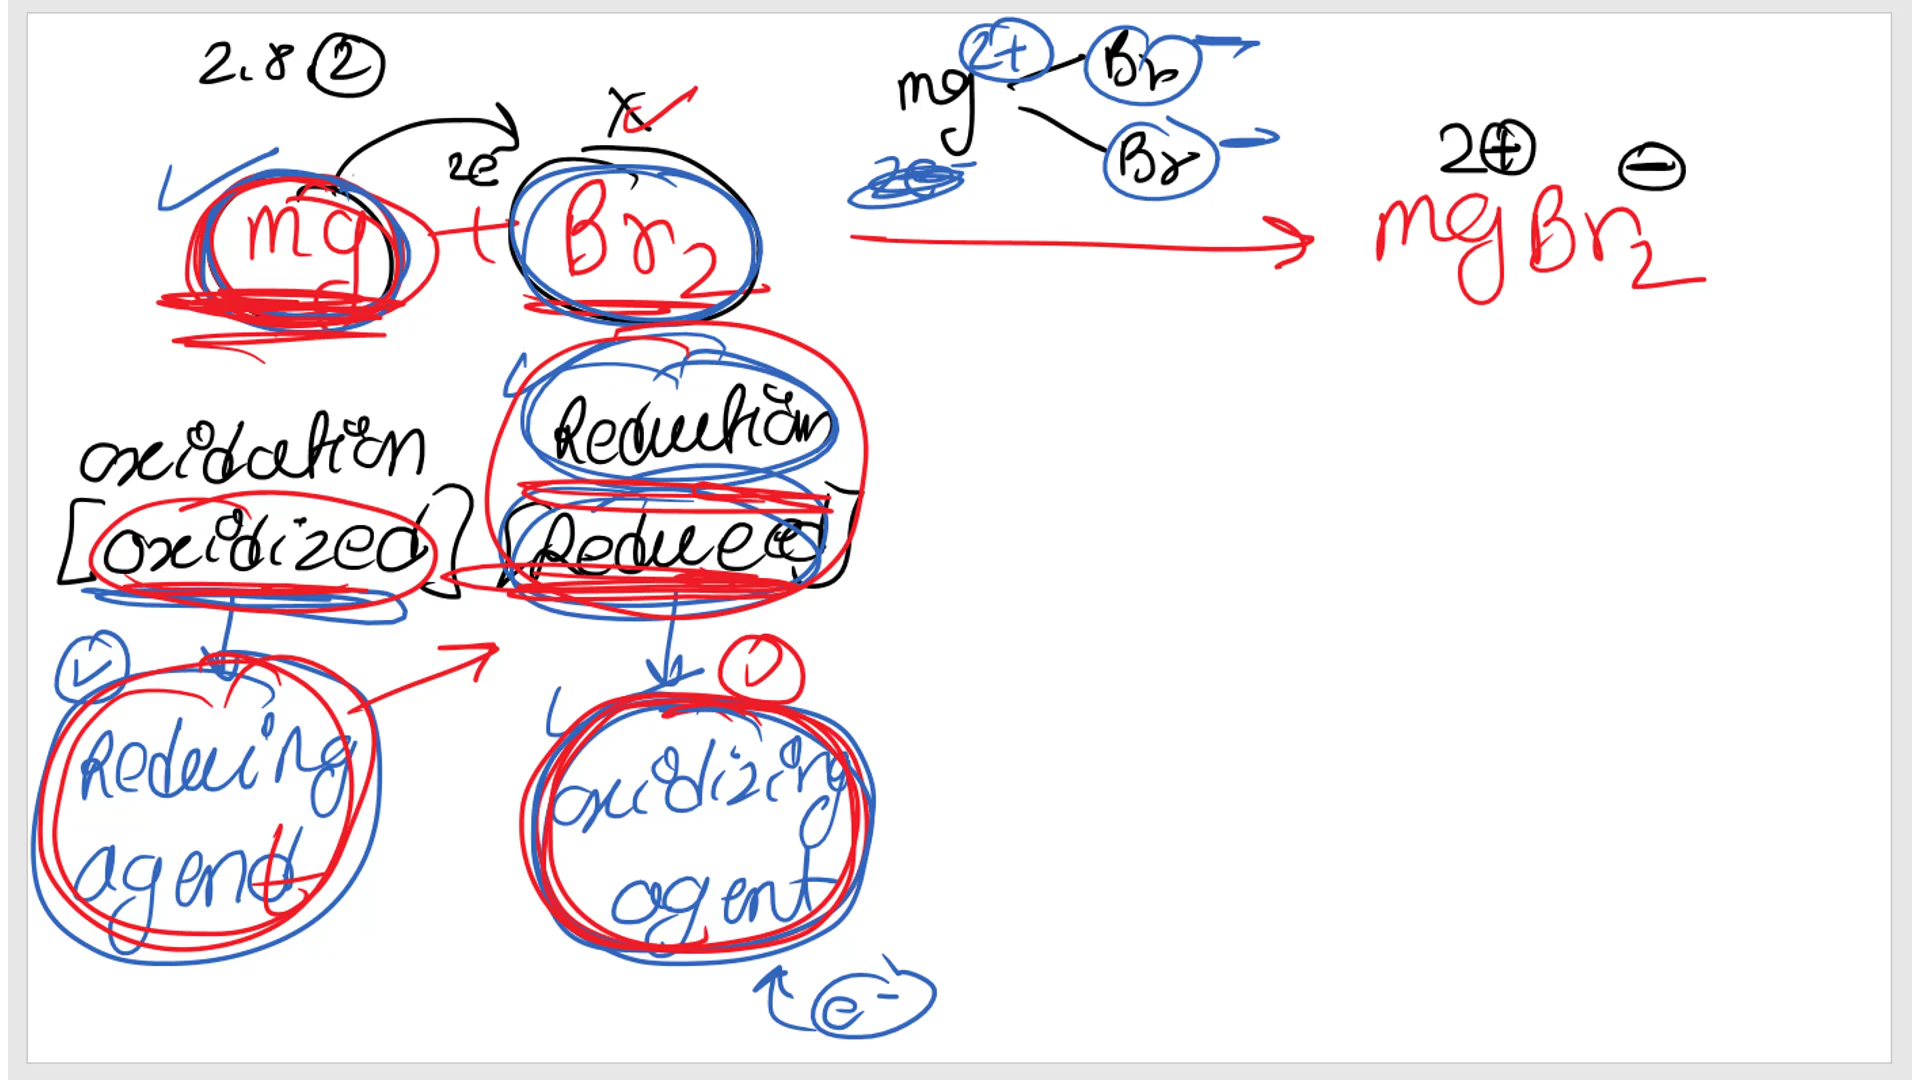 2.8.2
2e⁻
x
mg 2+ Br -
Br -
2+ -
mg + Br2 → mgBr2
oxidation
[oxidized]
Reduction
[Reduced]
Reducing
agent
oxidizing
agent
e-